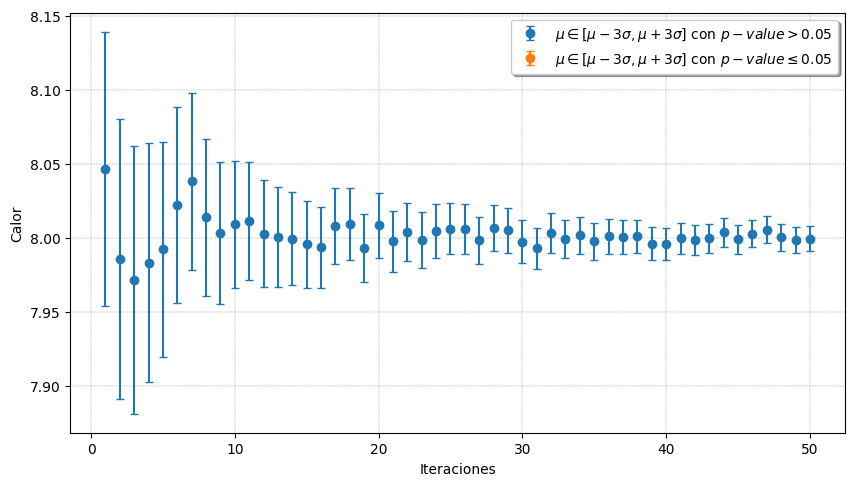 8.15
8.10
8.05
8.00
7.95
7.90
Calor
μ ∈ [μ − 3σ, μ + 3σ] con p − value > 0.05
μ ∈ [μ − 3σ, μ + 3σ] con p − value ≤ 0.05
0 10 20 30 40 50
Iteraciones